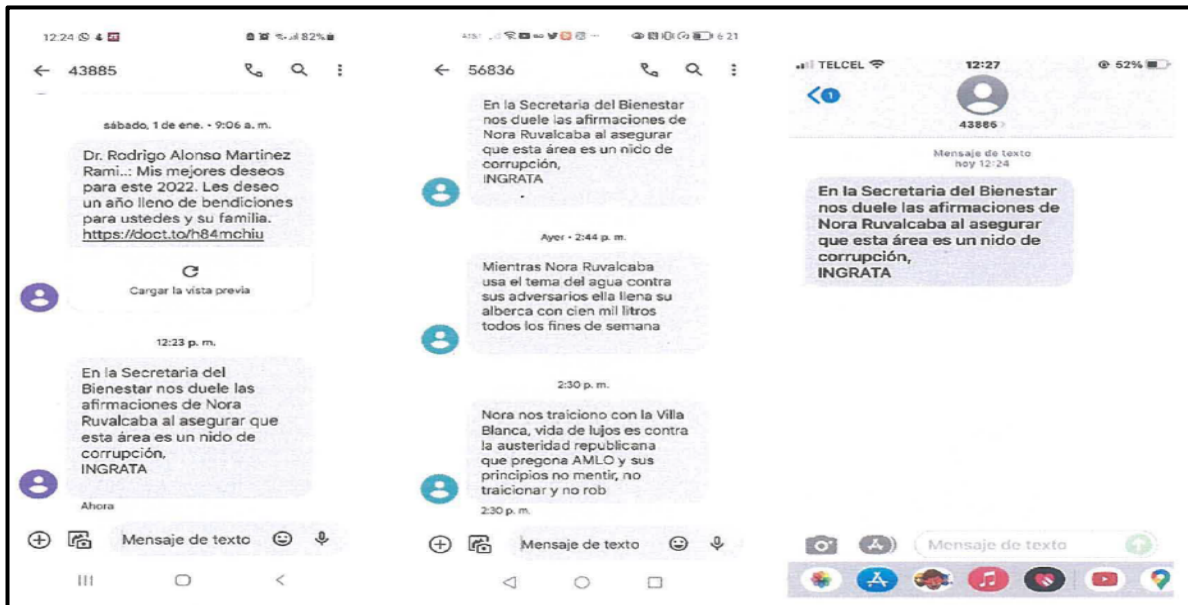 12:24
82%
43885
sábado, 1 de ene. • 9:06 a. m.
Dr. Rodrigo Alonso Martinez
Rami..: Mis mejores deseos
para este 2022. Les deseo
un año lleno de bendiciones
para ustedes y su familia.
https://doct.to/h84mchiu
Cargar la vista previa
12:23 p. m.
En la Secretaria del
Bienestar nos duele las
afirmaciones de Nora
Ruvalcaba al asegurar que
esta área es un nido de
corrupción,
INGRATA
Ahora
Mensaje de texto
AT&T
6:21
56836
En la Secretaria del Bienestar
nos duele las afirmaciones de
Nora Ruvalcaba al asegurar
que esta área es un nido de
corrupción,
INGRATA
Ayer • 2:44 p. m.
Mientras Nora Ruvalcaba
usa el tema del agua contra
sus adversarios ella llena su
alberca con cien mil litros
todos los fines de semana
2:30 p. m.
Nora nos traiciono con la Villa
Blanca, vida de lujos es contra
la austeridad republicana
que pregona AMLO y sus
principios no mentir, no
traicionar y no rob
2:30 p. m.
Mensaje de texto
TELCEL
12:27
52%
1
43886
Mensaje de texto
hoy 12:24
En la Secretaria del Bienestar
nos duele las afirmaciones de
Nora Ruvalcaba al asegurar
que esta área es un nido de
corrupción,
INGRATA
Mensaje de texto